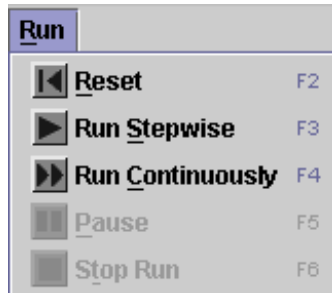 Run
Reset F2
Run Stepwise F3
Run Continuously F4
Pause F5
Stop Run F6